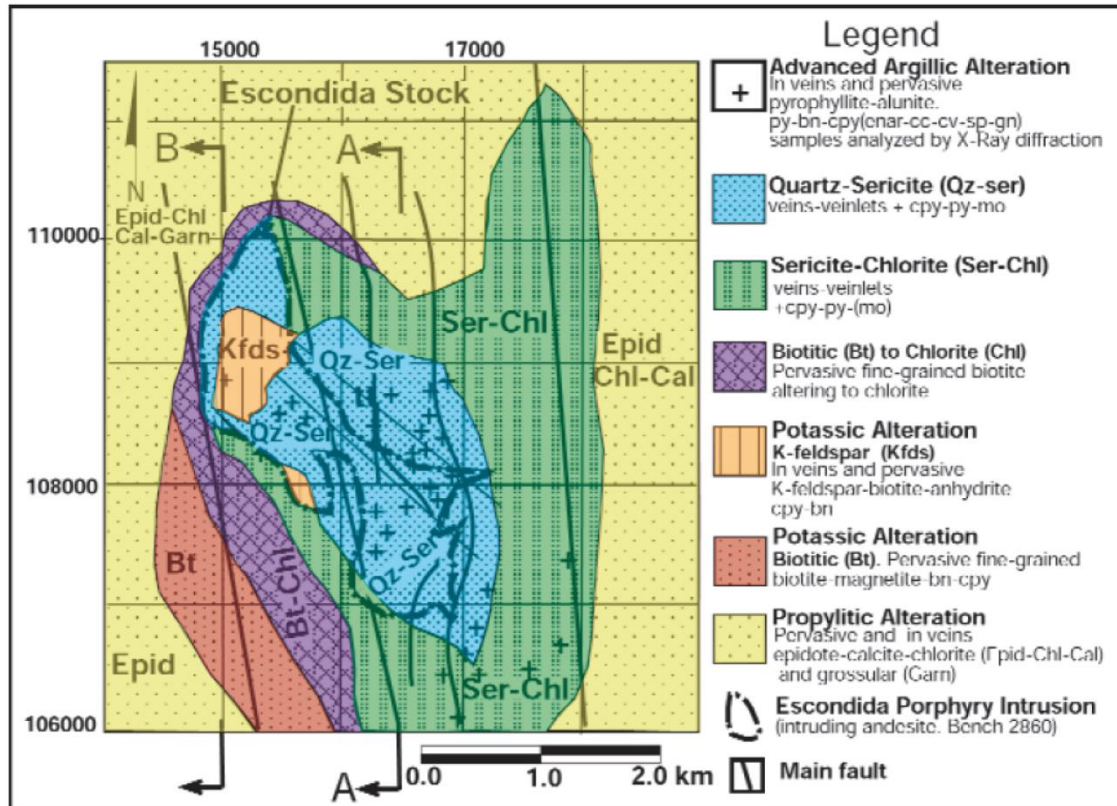 Legend
15000
17000
Advanced Argillic Alteration
In veins and pervasive
pyrophyllite-alunite.
py-bn-cpy(enar-cc-cv-sp-gn)
samples analyzed by X-Ray diffraction
Escondida Stock
B
A
N
Epid-Chl
Cal-Garn
Quartz-Sericite (Qz-ser)
veins-veinlets + cpy-py-mo
110000
Sericite-Chlorite (Ser-Chl)
veins-veinlets
+cpy-py-(mo)
Ser-Chl
Kfds
Qz-Ser
Epid
Chl-Cal
Biotitic (Bt) to Chlorite (Chl)
Pervasive fine-grained biotite
altering to chlorite
Qz-Ser
Potassic Alteration
K-feldspar (Kfds)
In veins and pervasive
K-feldspar-biotite-anhydrite
cpy-bn
108000
Bt
Bt-Chl
Qz-Ser
Potassic Alteration
Biotitic (Bt). Pervasive fine-grained
biotite-magnetite-bn-cpy
Epid
Ser-Chl
Propylitic Alteration
Pervasive and in veins
epidote-calcite-chlorite (Epid-Chl-Cal)
and grossular (Garn)
106000
Escondida Porphyry Intrusion
(intruding andesite. Bench 2860)
A
0.0 1.0 2.0 km
Main fault